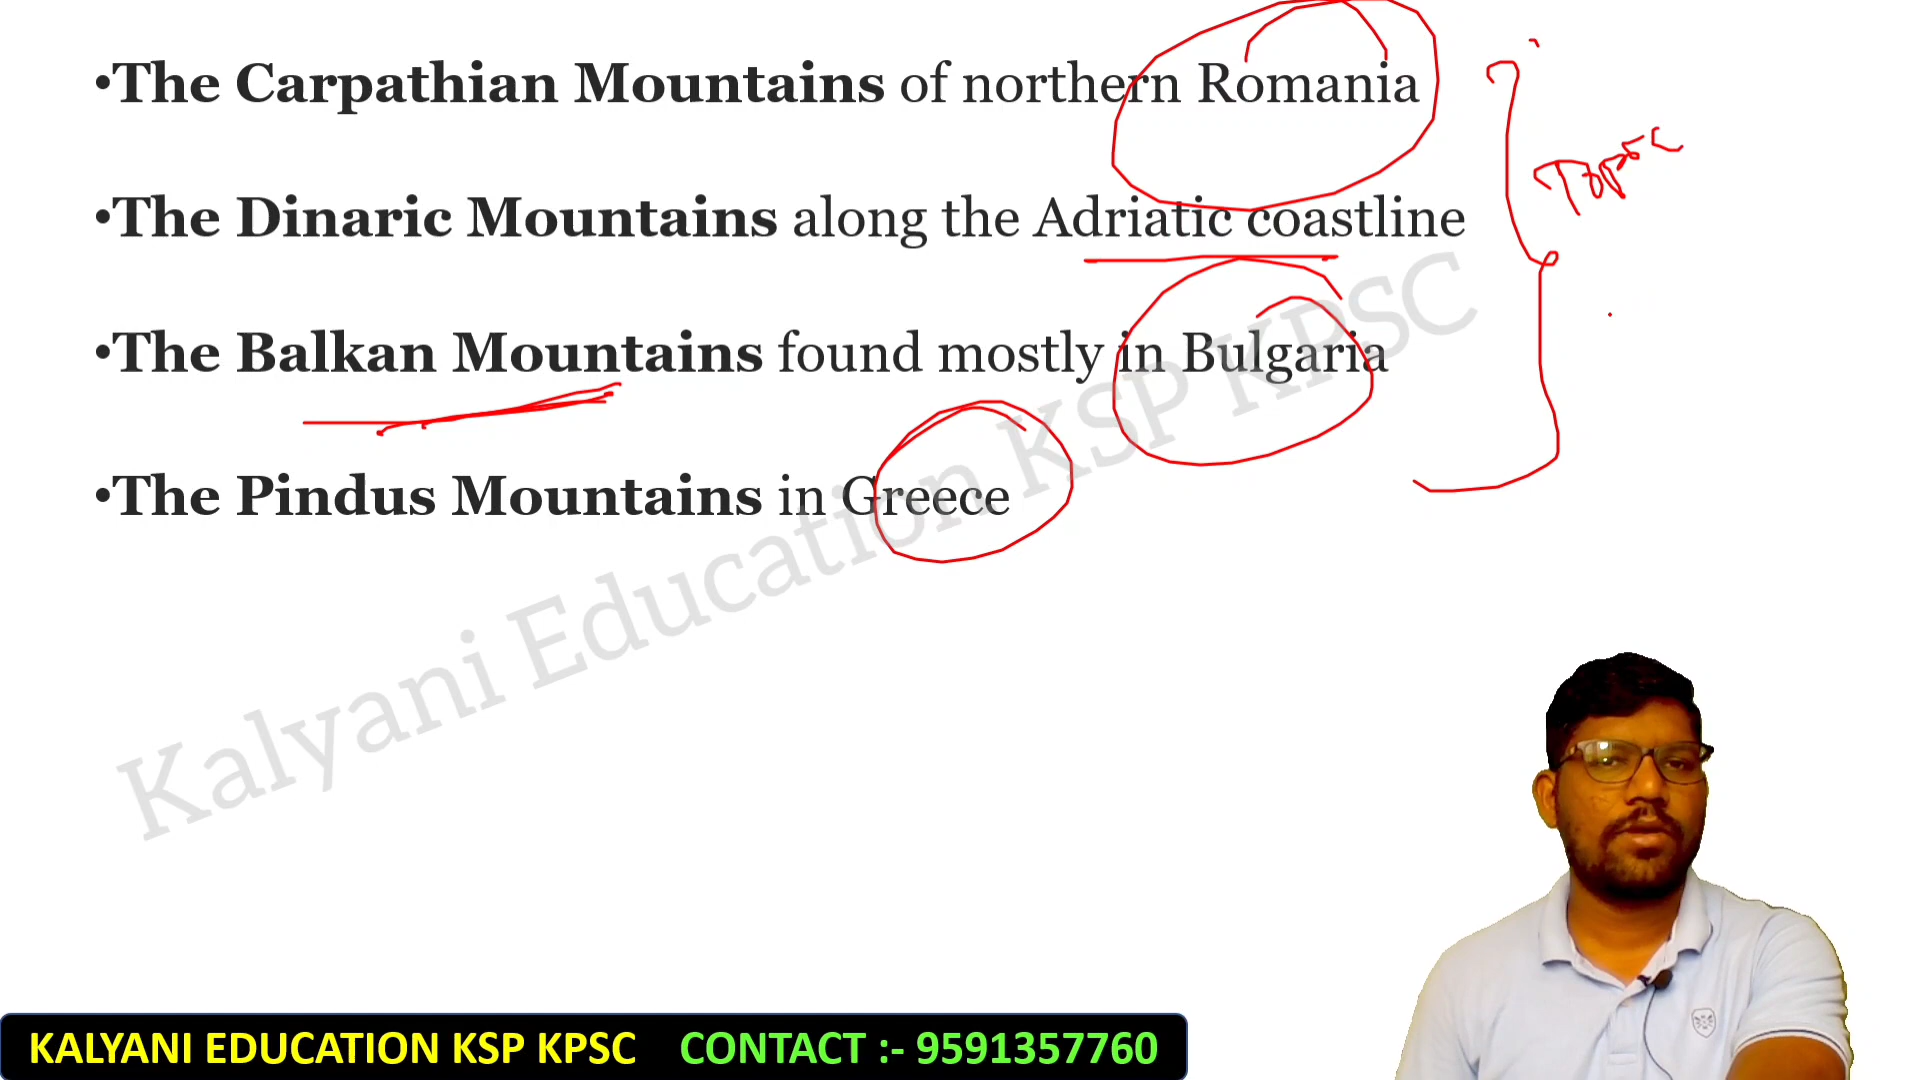 •The Carpathian Mountains of northern Romania
•The Dinaric Mountains along the Adriatic coastline
•The Balkan Mountains found mostly in Bulgaria
•The Pindus Mountains in Greece
Kalyani Education KSP KPSC
KALYANI EDUCATION KSP KPSC CONTACT :- 9591357760